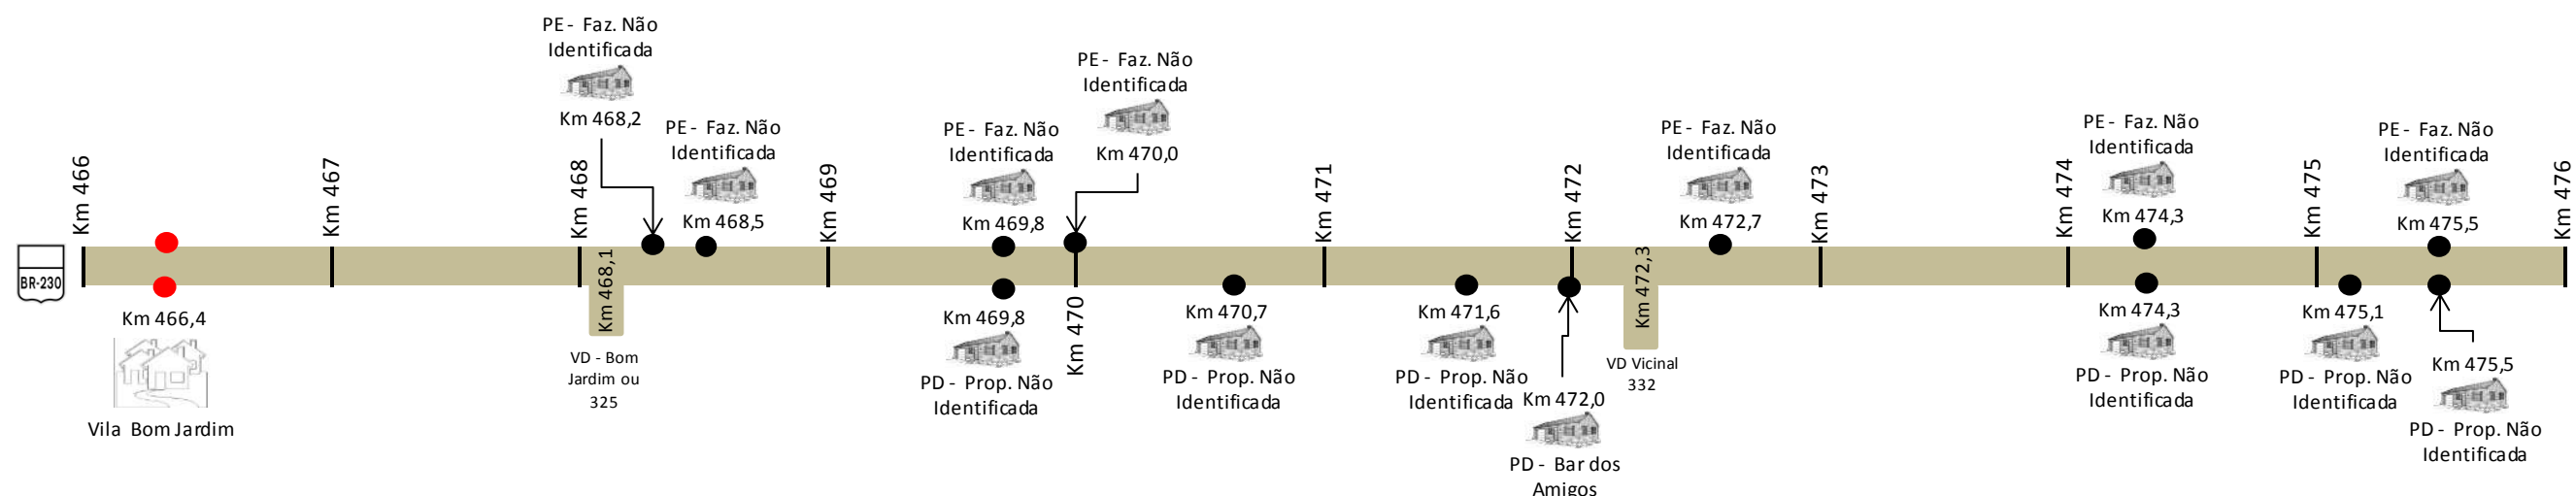 PE - Faz. Não
Identificada
Km 468,2
PE - Faz. Não
Identificada
Km 468,5
PE - Faz. Não
Identificada
Km 469,8
PE - Faz. Não
Identificada
Km 470,0
PE - Faz. Não
Identificada
Km 472,7
PE - Faz. Não
Identificada
Km 474,3
PE - Faz. Não
Identificada
Km 475,5
Km 466
Km 467
Km 468
Km 469
Km 470
Km 471
Km 472
Km 473
Km 474
Km 475
Km 476
BR-230
Km 468,1
Km 472,3
Km 466,4
Vila Bom Jardim
VD - Bom
Jardim ou
325
Km 469,8
PD - Prop. Não
Identificada
Km 470,7
PD - Prop. Não
Identificada
Km 471,6
PD - Prop. Não
Identificada
Km 472,0
PD - Bar dos
Amigos
VD Vicinal
332
Km 474,3
PD - Prop. Não
Identificada
Km 475,1
PD - Prop. Não
Identificada
Km 475,5
PD - Prop. Não
Identificada